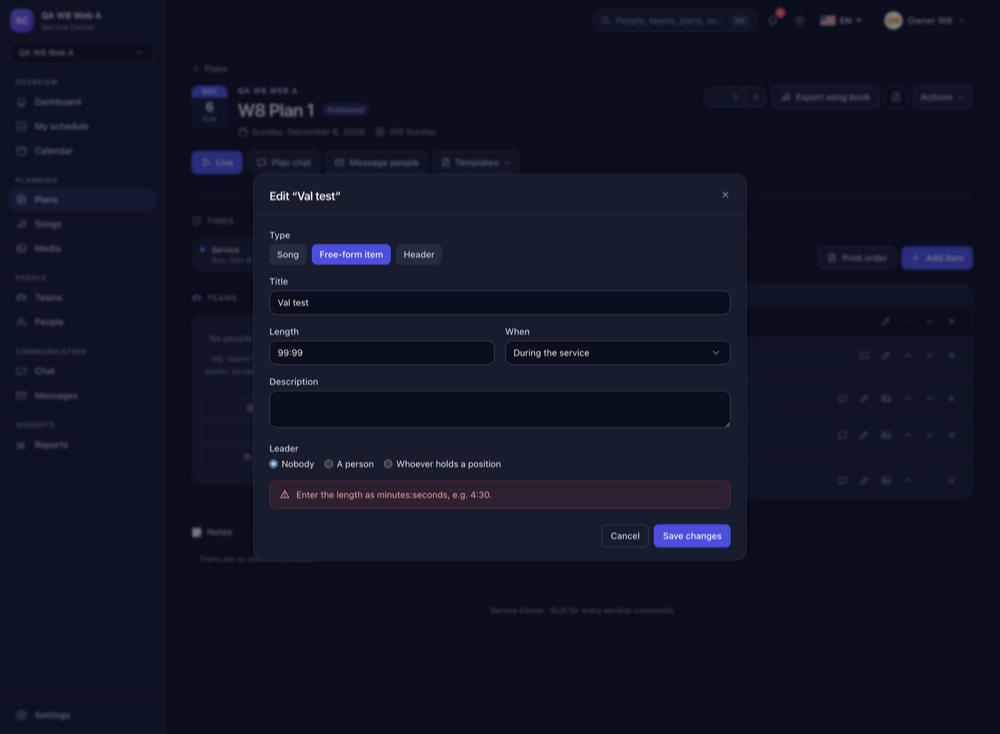 SC
QA W8 Web A
Service Center
QA W8 Web A
OVERVIEW
Dashboard
My schedule
Calendar
PLANNING
Plans
Songs
Media
PEOPLE
Teams
People
COMMUNICATION
Chat
Messages
INSIGHTS
Reports
Settings
People, teams, plans, so...
EN
Owner W8
Plans
DEC
6
SUN
QA W8 WEB A
W8 Plan 1
Published
Sunday, December 6, 2026
W8 Sunday
Export song book
Actions
Live
Plan chat
Message people
Templates
TIMES
Service
Print order
Add item
TEAMS
Notes
Edit “Val test”
Type
Song
Free-form item
Header
Title
Val test
Length
When
99:99
During the service
Description
Leader
Nobody
A person
Whoever holds a position
Enter the length as minutes:seconds, e.g. 4:30.
Cancel
Save changes
Service Center · Built for every worship community